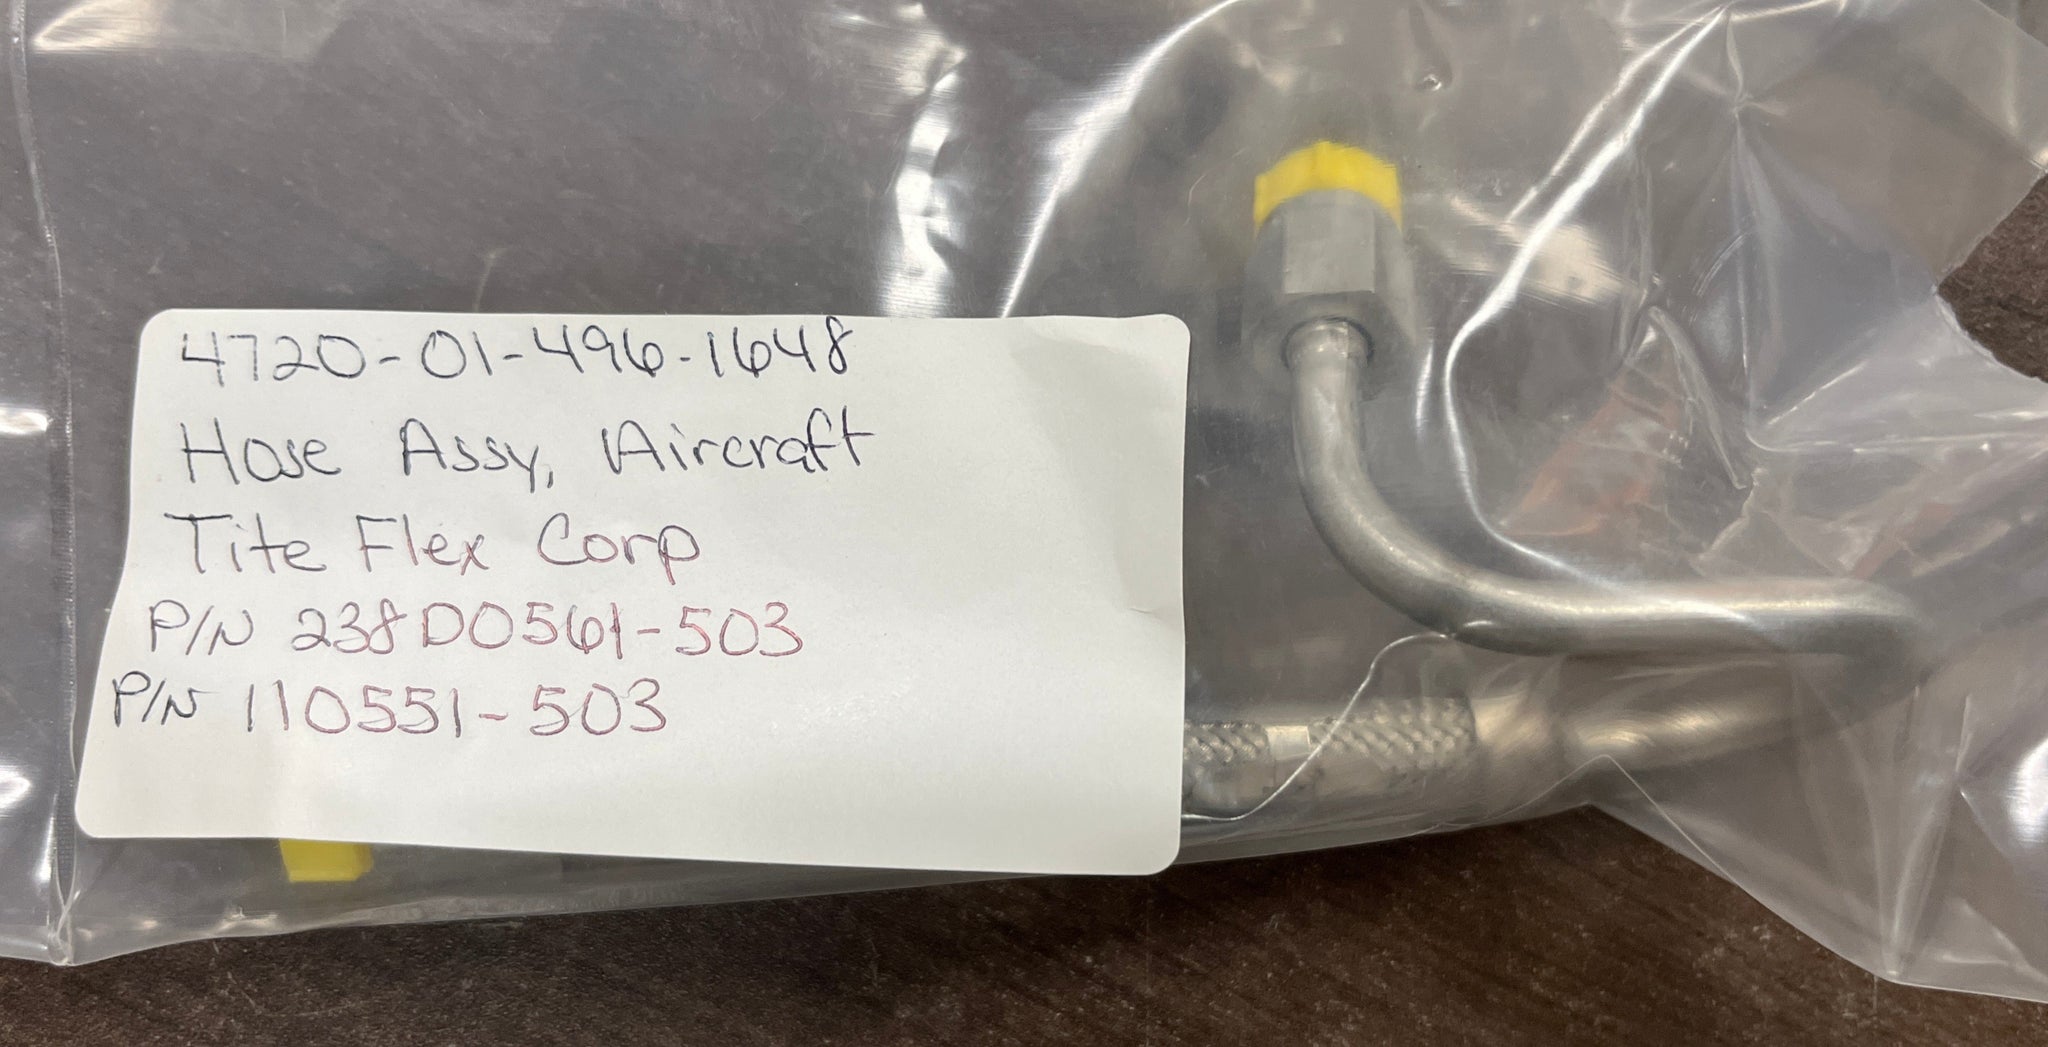 4720-01-496-1648
Hose Assy, Aircraft
Tite Flex Corp
P/N 238D0561-503
P/N 110551-503